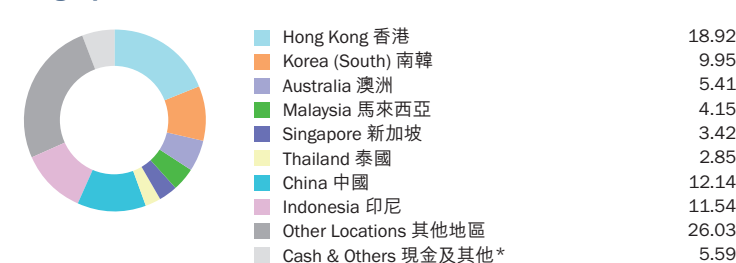 Hong Kong 香港 18.92
Korea (South) 南韓 9.95
Australia 澳洲 5.41
Malaysia 馬來西亞 4.15
Singapore 新加坡 3.42
Thailand 泰國 2.85
China 中國 12.14
Indonesia 印尼 11.54
Other Locations 其他地區 26.03
Cash & Others 現金及其他* 5.59